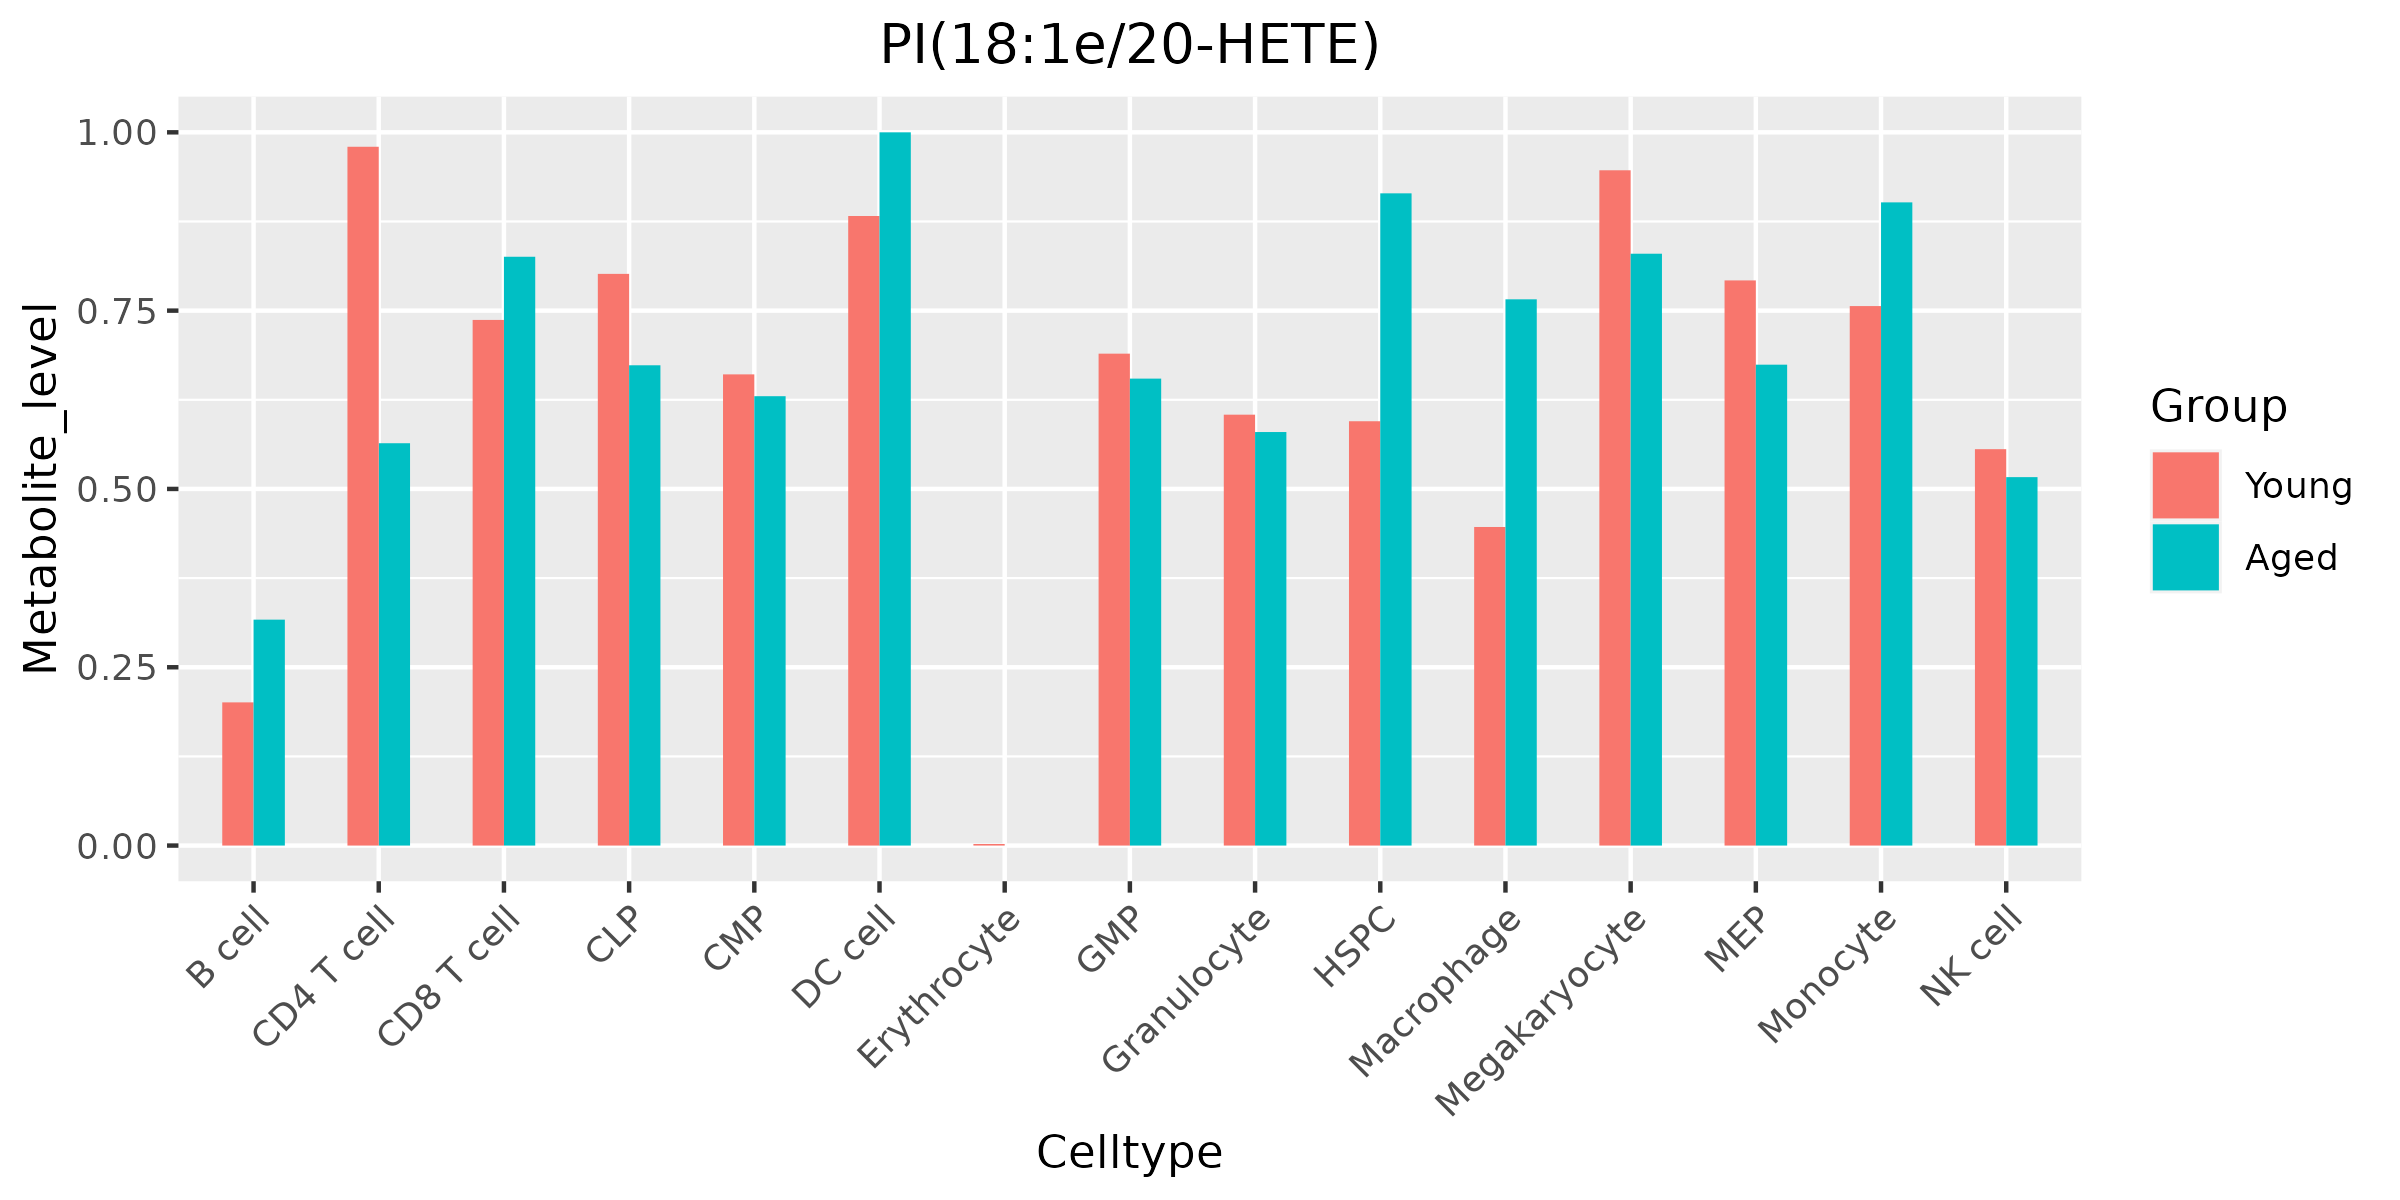 PI(18:1e/20-HETE)
Metabolite_level
1.00
0.75
0.50
0.25
0.00
B cell
CD4 T cell
CD8 T cell
CLP
CMP
DC cell
Erythrocyte
GMP
Granulocyte
HSPC
Macrophage
Megakaryocyte
MEP
Monocyte
NK cell
Celltype
Group
Young
Aged